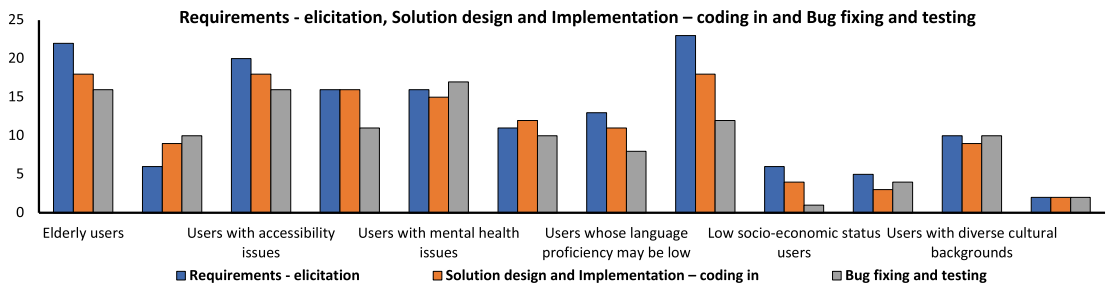 Requirements - elicitation, Solution design and Implementation – coding in and Bug fixing and testing
25
20
15
10
5
0
Elderly users
Users with accessibility
issues
Users with mental health
issues
Users whose language
proficiency may be low
Low socio-economic status
users
Users with diverse cultural
backgrounds
Requirements - elicitation
Solution design and Implementation – coding in
Bug fixing and testing